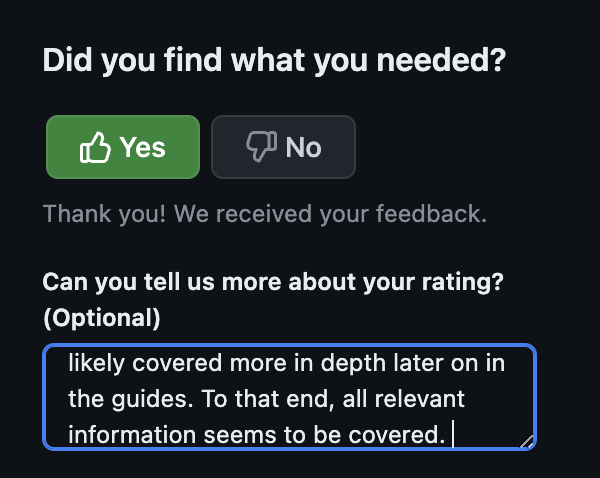 Did you find what you needed?
Yes No
Thank you! We received your feedback.
Can you tell us more about your rating?
(Optional)
likely covered more in depth later on in
the guides. To that end, all relevant
information seems to be covered.